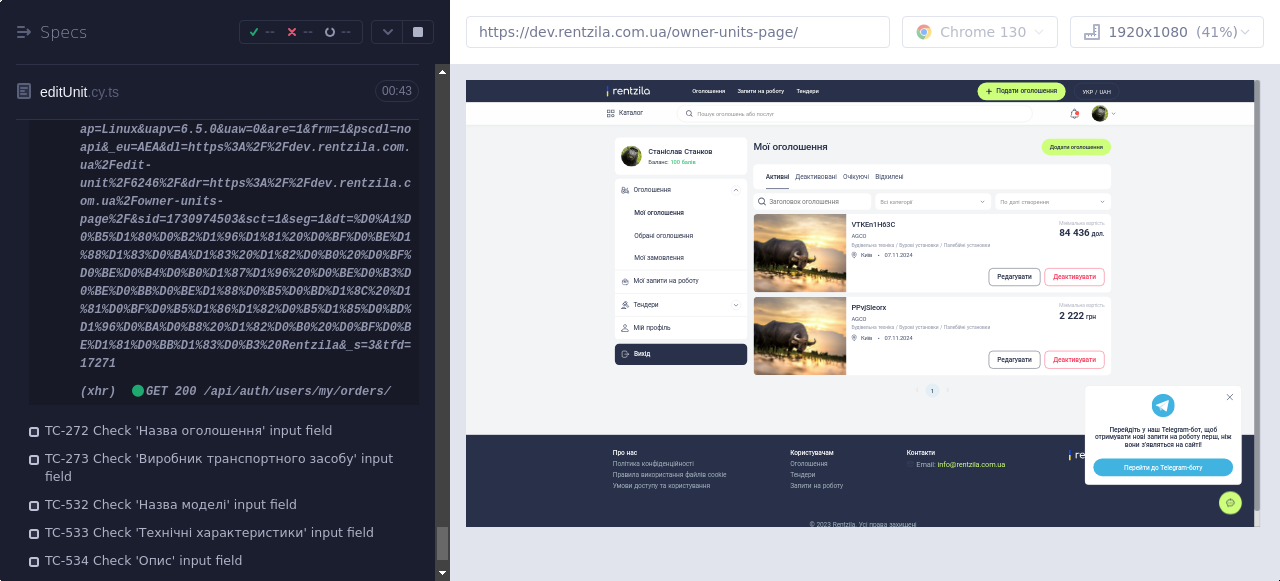 Specs
--
--
--
editUnit.cy.ts
00:43
ap=Linux&uapv=6.5.0&uaw=0&are=1&frm=1&pscdl=no
api&_eu=AEA&dl=https%3A%2F%2Fdev.rentzila.com.
ua%2Fedit-
unit%2F6246%2F&dr=https%3A%2F%2Fdev.rentzila.c
om.ua%2Fowner-units-
page%2F&sid=1730974503&sct=1&seg=1&dt=%D0%A1%D
0%B5%D1%80%D0%B2%D1%96%D1%81%20%D0%BF%D0%BE%D1
%88%D1%83%D0%BA%D1%83%20%D1%82%D0%B0%20%D0%BF%
D0%BE%D0%B4%D0%B0%D1%87%D1%96%20%D0%BE%D0%B3%D
0%BE%D0%BB%D0%BE%D1%88%D0%B5%D0%BD%D1%8C%20%D1
%81%D0%BF%D0%B5%D1%86%D1%82%D0%B5%D1%85%D0%BD%
D1%96%D0%BA%D0%B8%20%D1%82%D0%B0%20%D0%BF%D0%B
E%D1%81%D0%BB%D1%83%D0%B3%20Rentzila&_s=3&tfd=
17271
(xhr) GET 200 /api/auth/users/my/orders/
TC-272 Check 'Назва оголошення' input field
TC-273 Check 'Виробник транспортного засобу' input
field
TC-532 Check 'Назва моделі' input field
TC-533 Check 'Технічні характеристики' input field
TC-534 Check 'Опис' input field
https://dev.rentzila.com.ua/owner-units-page/
Chrome 130
1920x1080 (41%)
rentzila
Оголошення
Запити на роботу
Тендери
+ Подати оголошення
УКР / UAH
Каталог
Пошук оголошень або послуг
Станіслав Станков
Баланс: 100 балів
Оголошення
Мої оголошення
Обрані оголошення
Мої замовлення
Мої запити на роботу
Тендери
Мій профіль
Вихід
Мої оголошення
Додати оголошення
Активні
Деактивовані
Очікуючі
Відхилені
Заголовок оголошення
Всі категорії
По даті створення
VTKEn1H63C
AGCO
Будівельна техніка / Бурові установки / Палебійні установки
Київ • 07.11.2024
Мінімальна вартість:
84 436 дол.
Редагувати
Деактивувати
PPvjSIeorx
AGCO
Будівельна техніка / Бурові установки / Палебійні установки
Київ • 07.11.2024
Мінімальна вартість:
2 222 грн
Редагувати
Деактивувати
1
Перейдіть у наш Telegram-бот, щоб
отримувати нові запити на роботу перш, ніж
вони з'являться на сайті!
Перейти до Telegram-боту
Про нас
Політика конфіденційності
Правила використання файлів cookie
Умови доступу та користування
Користувачам
Оголошення
Тендери
Запити на роботу
Контакти
Email: info@rentzila.com.ua
re
© 2023 Rentzila. Усі права захищені